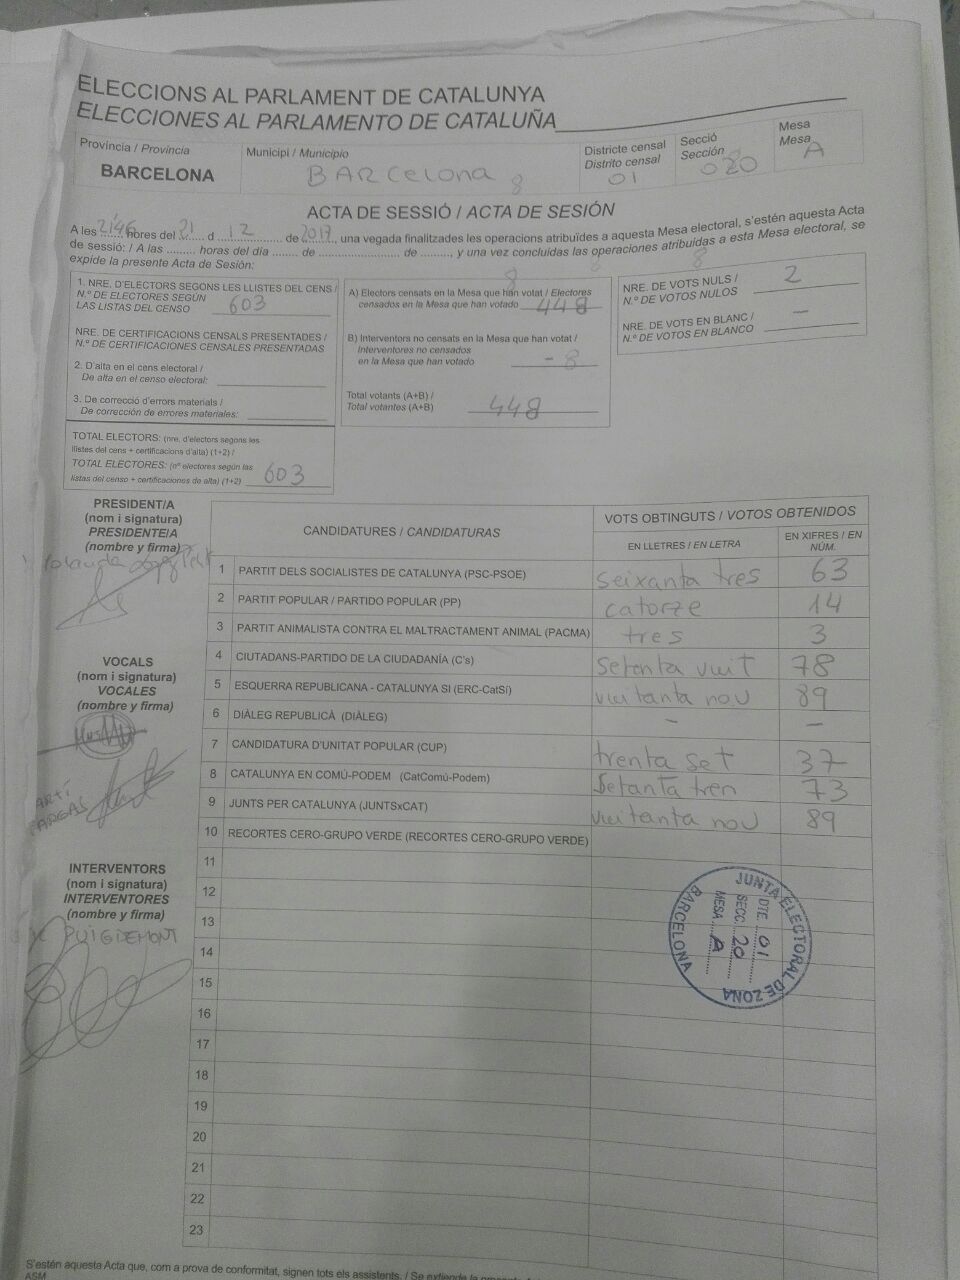 ELECCIONS AL PARLAMENT DE CATALUNYA
ELECCIONES AL PARLAMENTO DE CATALUÑA
Província / Provincia
BARCELONA
Municipi / Municipio
BARcelona
Districte censal
Distrito censal
01
Secció
Sección
020
Mesa
Mesa
A
ACTA DE SESSIÓ / ACTA DE SESIÓN
A les 21'46 hores del 21 d 12 de 2017, una vegada finalitzades les operacions atribuïdes a aquesta Mesa electoral, s'estén aquesta Acta
de sessió: / A las ......... horas del día ........ de .................... de .........., y una vez concluidas las operaciones atribuidas a esta Mesa electoral, se
expide la presente Acta de Sesión:
1. NRE. D'ELECTORS SEGONS LES LLISTES DEL CENS /
N.º DE ELECTORES SEGÚN
LAS LISTAS DEL CENSO 603
NRE. DE CERTIFICACIONS CENSALS PRESENTADES /
N.º DE CERTIFICACIONES CENSALES PRESENTADAS
2. D'alta en el cens electoral /
De alta en el censo electoral:
3. De correcció d'errors materials /
De corrección de errores materiales:
TOTAL ELECTORS: (nre. d'electors segons les
llistes del cens + certificacions d'alta) (1+2) /
TOTAL ELECTORES: (nº electores según las
listas del censo + certificaciones de alta) (1+2) 603
A) Electors censats en la Mesa que han votat / Electores
censados en la Mesa que han votado 448
B) Interventors no censats en la Mesa que han votat /
Interventores no censados
en la Mesa que han votado - 8
Total votants (A+B) /
Total votantes (A+B) 448
NRE. DE VOTS NULS /
N.º DE VOTOS NULOS 2
NRE. DE VOTS EN BLANC /
N.º DE VOTOS EN BLANCO -
PRESIDENT/A
(nom i signatura)
PRESIDENTE/A
(nombre y firma)
VOCALS
(nom i signatura)
VOCALES
(nombre y firma)
INTERVENTORS
(nom i signatura)
INTERVENTORES
(nombre y firma)
PUIGDEMONT
CANDIDATURES / CANDIDATURAS
VOTS OBTINGUTS / VOTOS OBTENIDOS
EN LLETRES / EN LETRA
EN XIFRES / EN NÚM.
1 PARTIT DELS SOCIALISTES DE CATALUNYA (PSC-PSOE) seixanta tres 63
2 PARTIT POPULAR / PARTIDO POPULAR (PP) catorze 14
3 PARTIT ANIMALISTA CONTRA EL MALTRACTAMENT ANIMAL (PACMA) tres 3
4 CIUTADANS-PARTIDO DE LA CIUDADANÍA (C's) setanta vuit 78
5 ESQUERRA REPUBLICANA - CATALUNYA SI (ERC-CatSí) vuitanta nou 89
6 DIÀLEG REPUBLICÀ (DIÀLEG) - -
7 CANDIDATURA D'UNITAT POPULAR (CUP) trenta set 37
8 CATALUNYA EN COMÚ-PODEM (CatComú-Podem) Setanta tren 73
9 JUNTS PER CATALUNYA (JUNTSxCAT) vuitanta nou 89
10 RECORTES CERO-GRUPO VERDE (RECORTES CERO-GRUPO VERDE)
11
12
13
14
15
16
17
18
19
20
21
22
23
JUNTA ELECTORAL DE ZONA
BARCELONA
DTE. 01
SECC. 20
MESA A
S'estén aquesta Acta que, com a prova de conformitat, signen tots els assistents. / Se extiende la presente
ASM